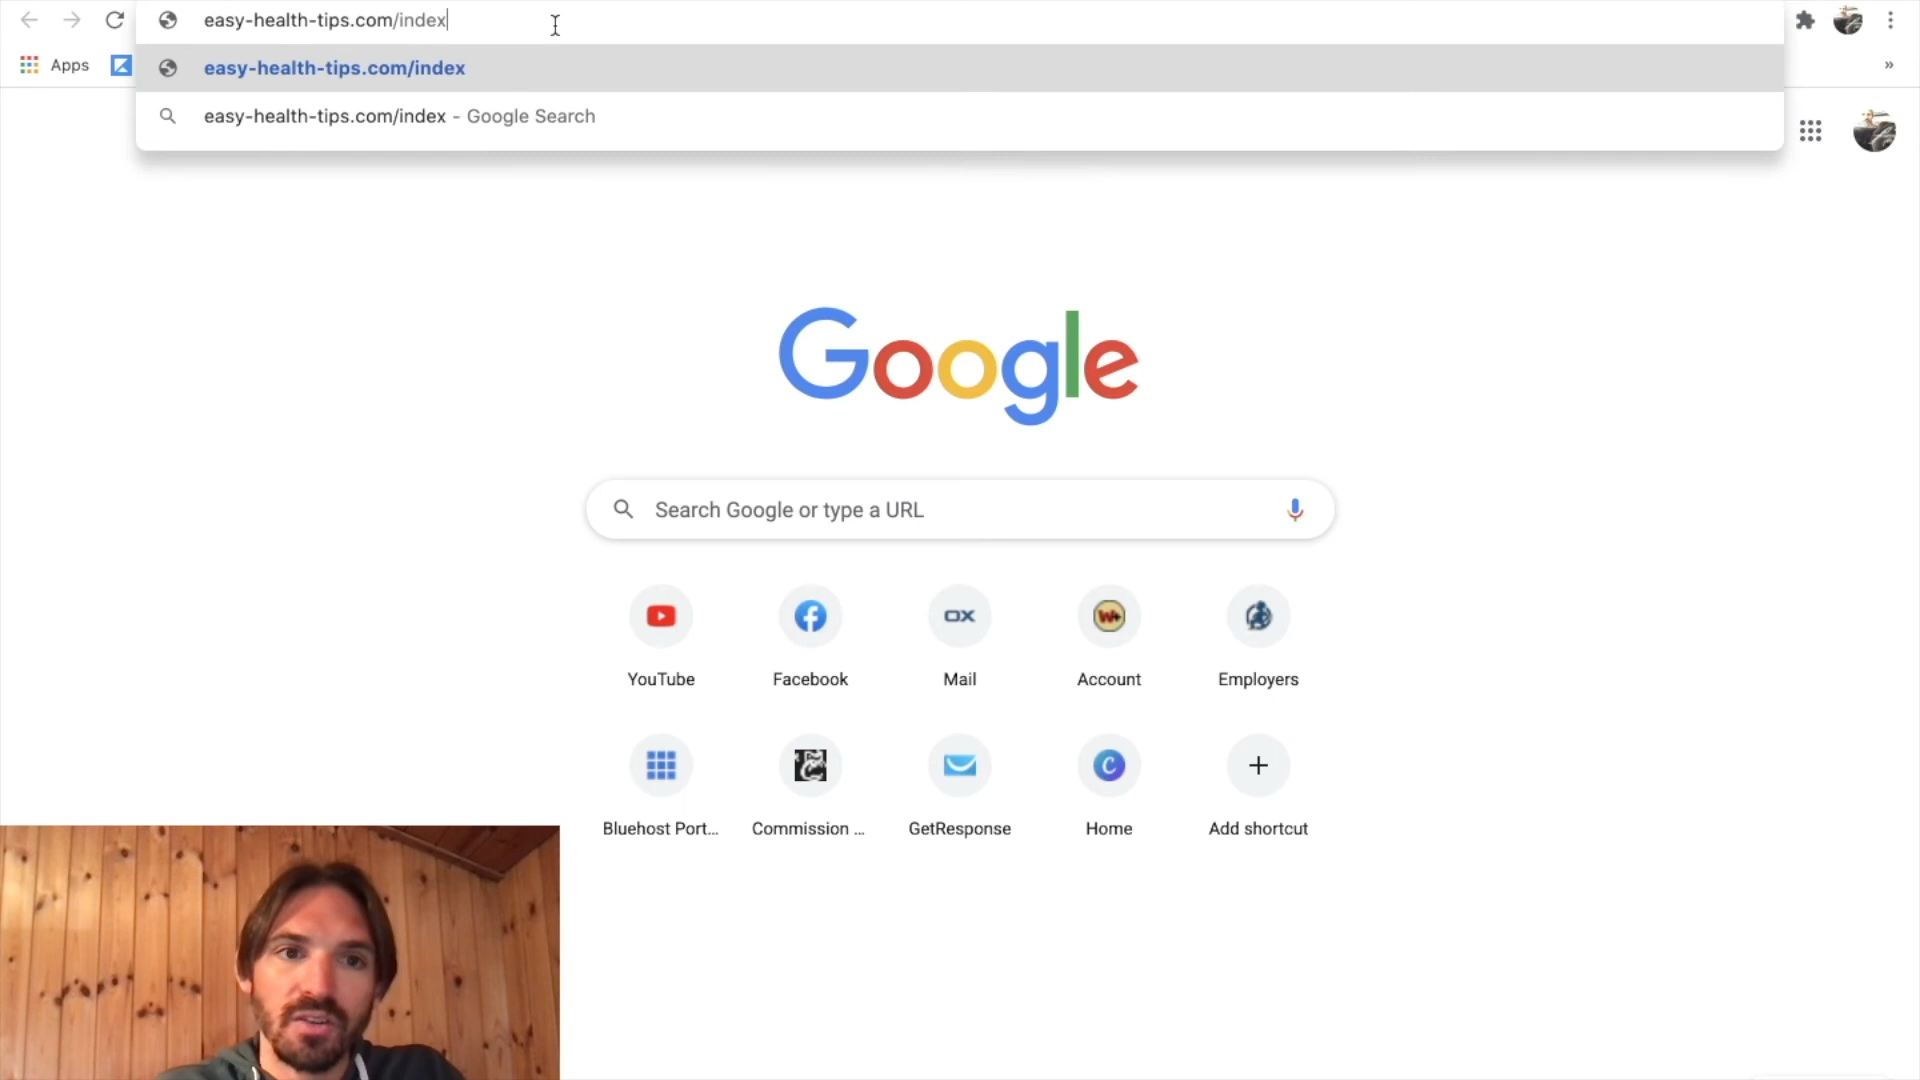 easy-health-tips.com/index
Apps
»
easy-health-tips.com/index
easy-health-tips.com/index - Google Search
Google
Search Google or type a URL
YouTube
Facebook
OX
Mail
W+
Account
Employers
Bluehost Port...
Commission ...
GetResponse
C
Home
Add shortcut